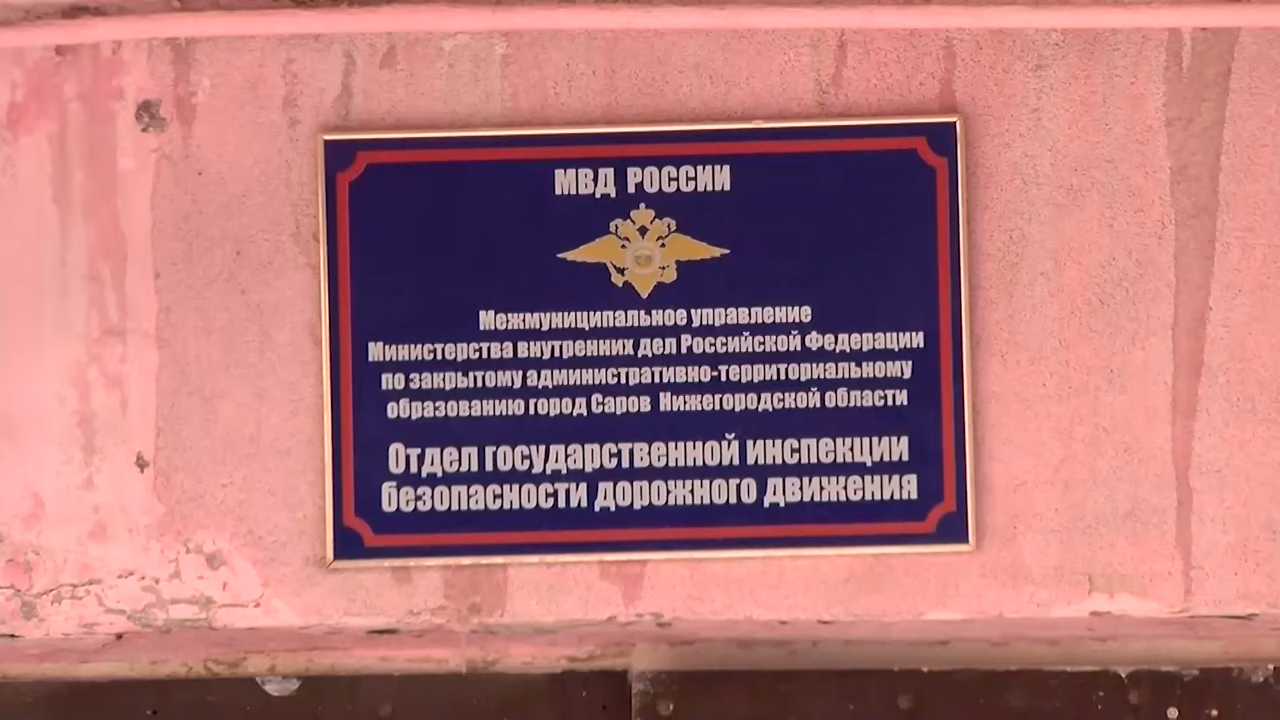 МВД РОССИИ
Межмуниципальное управление
Министерства внутренних дел Российской Федерации
по закрытому административно-территориальному
образованию город Саров Нижегородской области
Отдел государственной инспекции
безопасности дорожного движения